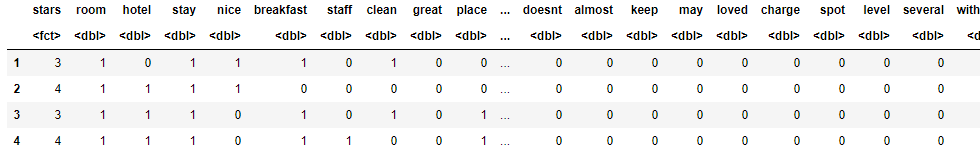 stars room hotel stay nice breakfast staff clean great place ... doesnt almost keep may loved charge spot level several with
<fct> <dbl> <dbl> <dbl> <dbl> <dbl> <dbl> <dbl> <dbl> <dbl> ... <dbl> <dbl> <dbl> <dbl> <dbl> <dbl> <dbl> <dbl> <dbl> <d
1 3 1 0 1 1 1 0 1 0 0 ... 0 0 0 0 0 0 0 0 0
2 4 1 1 1 1 0 0 0 0 0 ... 0 0 0 0 0 0 0 0 0
3 3 1 1 1 0 1 0 1 0 1 ... 0 0 0 0 0 0 0 0 0
4 4 1 1 1 0 1 1 0 0 1 ... 0 0 0 0 0 0 0 0 0